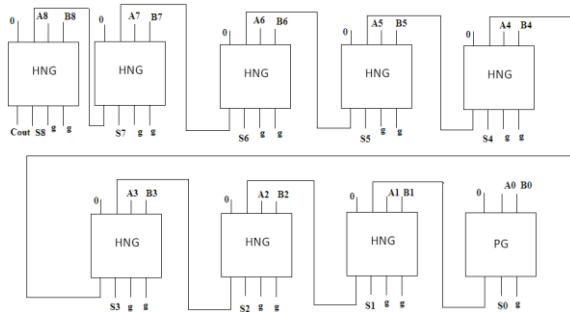 0 A8 B8 0 A7 B7 0 A6 B6 0 A5 B5 0 A4 B4
HNG HNG HNG HNG HNG
Cout S8 S7 S6 S5 S4
0 A3 B3 0 A2 B2 0 A1 B1 0 A0 B0
HNG HNG HNG PG
S3 S2 S1 S0